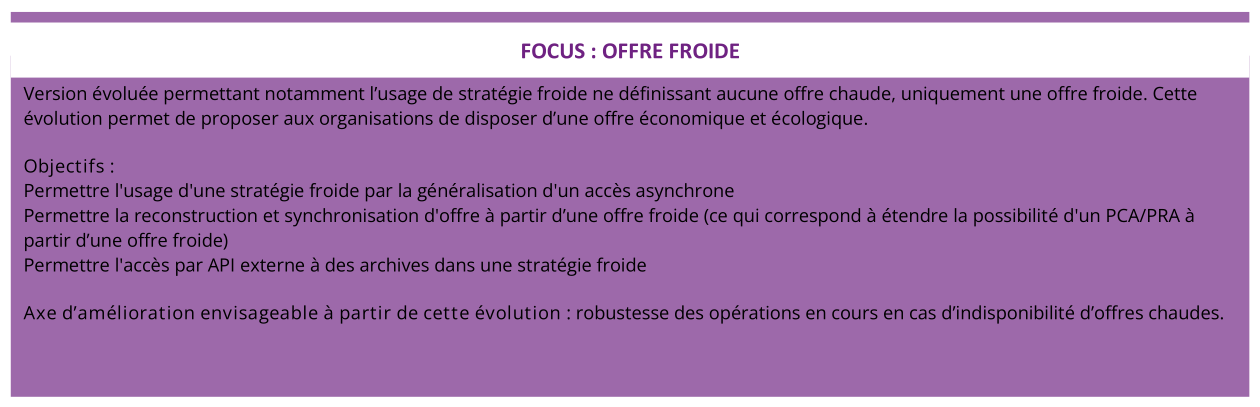 FOCUS : OFFRE FROIDE
Version évoluée permettant notamment l’usage de stratégie froide ne définissant aucune offre chaude, uniquement une offre froide. Cette
évolution permet de proposer aux organisations de disposer d’une offre économique et écologique.
Objectifs :
Permettre l'usage d'une stratégie froide par la généralisation d'un accès asynchrone
Permettre la reconstruction et synchronisation d'offre à partir d’une offre froide (ce qui correspond à étendre la possibilité d'un PCA/PRA à
partir d’une offre froide)
Permettre l'accès par API externe à des archives dans une stratégie froide
Axe d’amélioration envisageable à partir de cette évolution : robustesse des opérations en cours en cas d’indisponibilité d’offres chaudes.